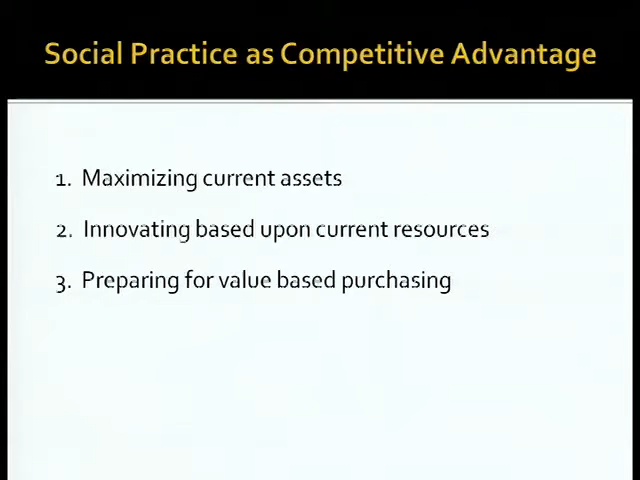 Social Practice as Competitive Advantage
1. Maximizing current assets
2. Innovating based upon current resources
3. Preparing for value based purchasing